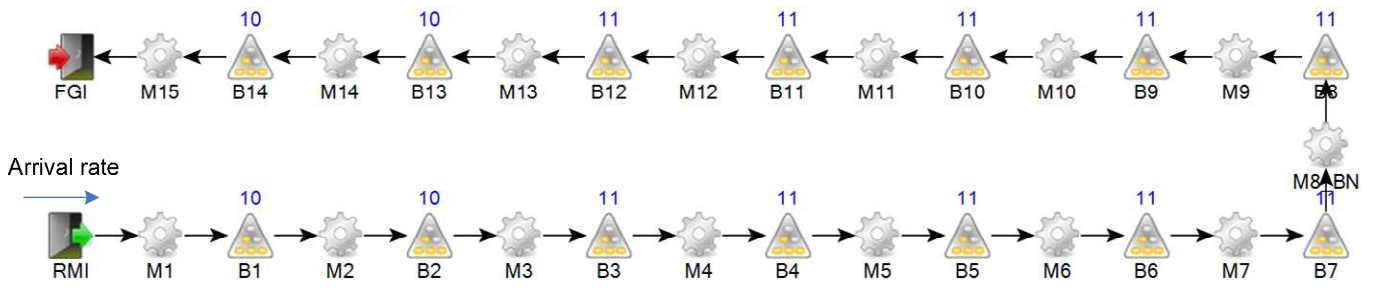 10 10 11 11 11 11 11
FGI M15 B14 M14 B13 M13 B12 M12 B11 M11 B10 M10 B9 M9 B8
Arrival rate
M8 BN
10 10 11 11 11 11 11
RMI M1 B1 M2 B2 M3 B3 M4 B4 M5 B5 M6 B6 M7 B7